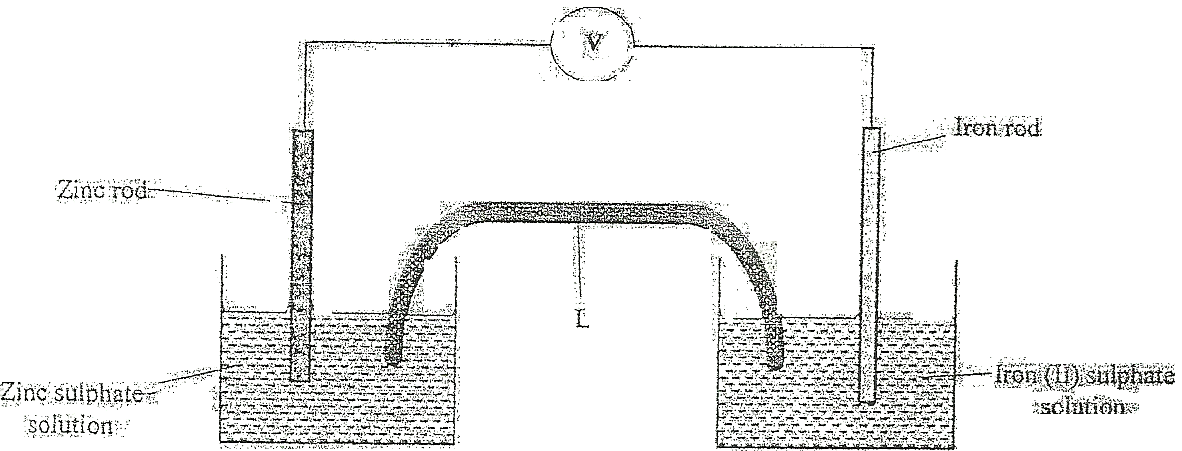 V
Iron rod
Zinc rod
L
Zinc sulphate
solution
Iron (II) sulphate
solution